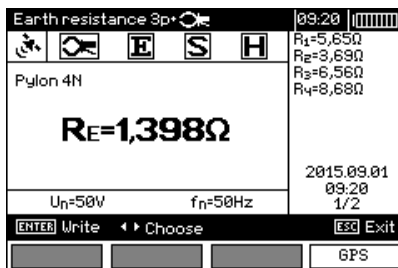 Earth resistance 3p+
09:20
E S H
R1=5,65Ω
R2=3,69Ω
R3=6,56Ω
R4=8,68Ω
Pylon 4N
RE=1,398Ω
2015.09.01
09:20
1/2
Un=50V fn=50Hz
ENTER Write Choose ESC Exit
GPS